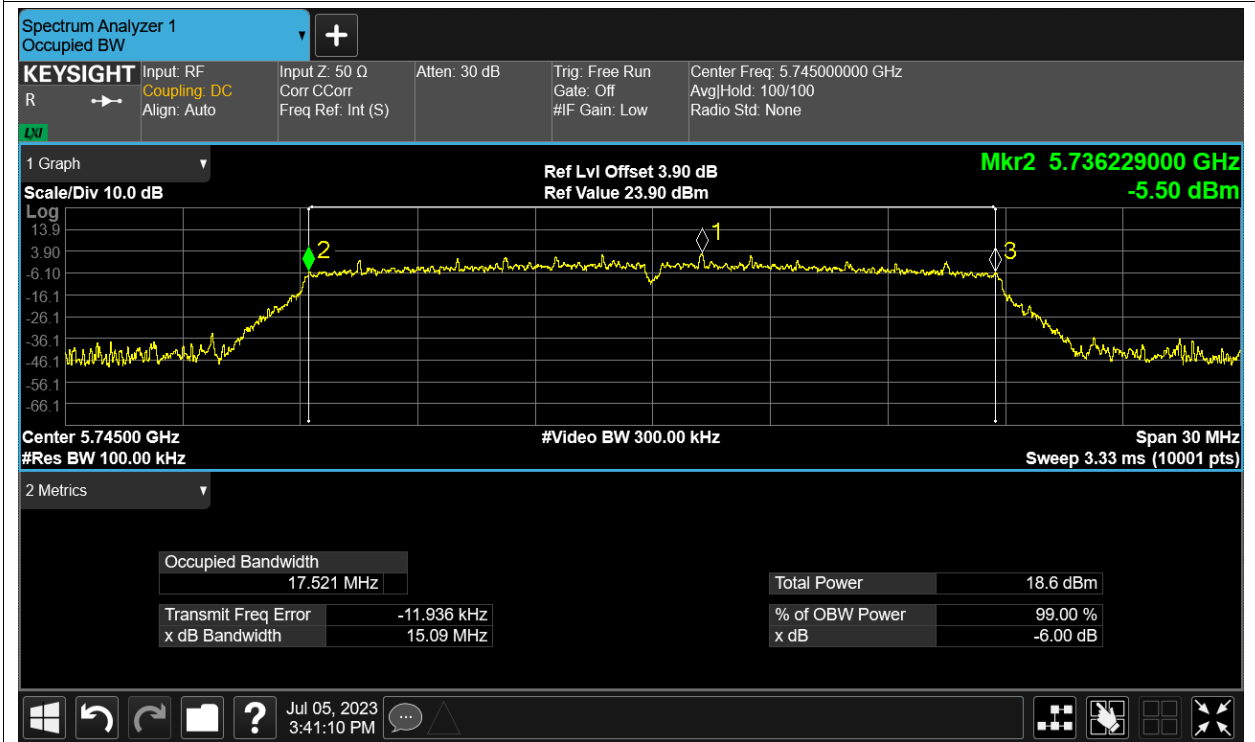 Spectrum Analyzer 1
Occupied BW
KEYSIGHT
R
LXI
Input: RF
Coupling: DC
Align: Auto
Input Z: 50 Ω
Corr CCorr
Freq Ref: Int (S)
Atten: 30 dB
Trig: Free Run
Gate: Off
#IF Gain: Low
Center Freq: 5.745000000 GHz
Avg|Hold: 100/100
Radio Std: None
1 Graph
Scale/Div 10.0 dB
Ref Lvl Offset 3.90 dB
Ref Value 23.90 dBm
Mkr2 5.736229000 GHz
-5.50 dBm
Log
13.9
3.90
-6.10
-16.1
-26.1
-36.1
-46.1
-56.1
-66.1
2
1
3
Center 5.74500 GHz
#Video BW 300.00 kHz
Span 30 MHz
#Res BW 100.00 kHz
Sweep 3.33 ms (10001 pts)
2 Metrics
Occupied Bandwidth
17.521 MHz
Total Power 18.6 dBm
Transmit Freq Error -11.936 kHz
% of OBW Power 99.00 %
x dB Bandwidth 15.09 MHz
x dB -6.00 dB
?
Jul 05, 2023
3:41:10 PM